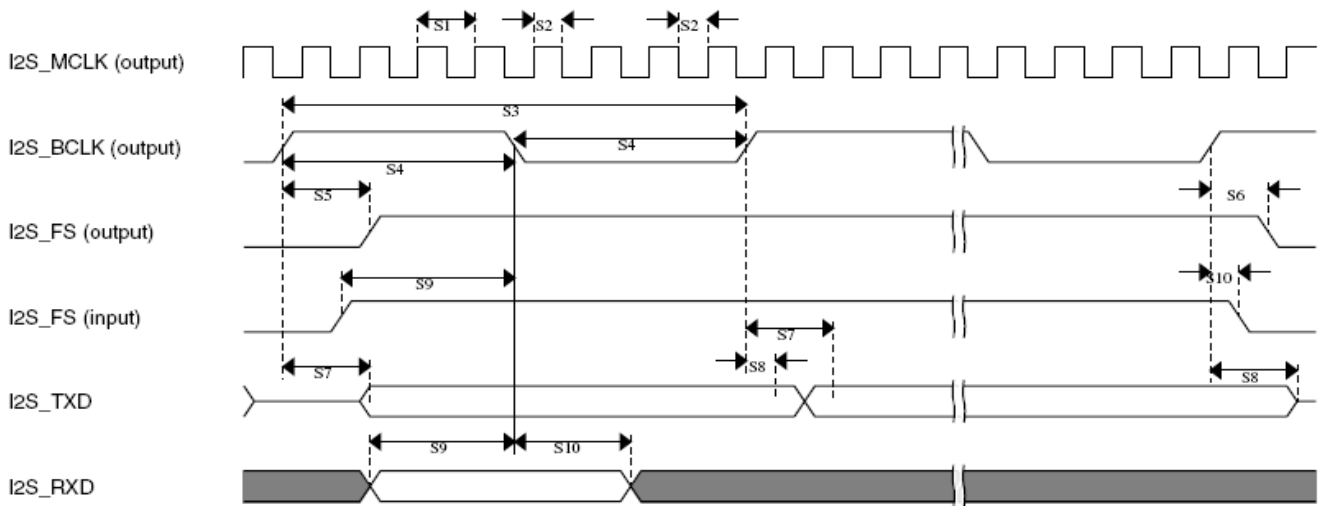 S1 S2 S2
I2S_MCLK (output)
S3
I2S_BCLK (output)
S4
S4
S5 S6
I2S_FS (output)
S9 S10
I2S_FS (input)
S7
S7 S8
S8
I2S_TXD
S9 S10
I2S_RXD